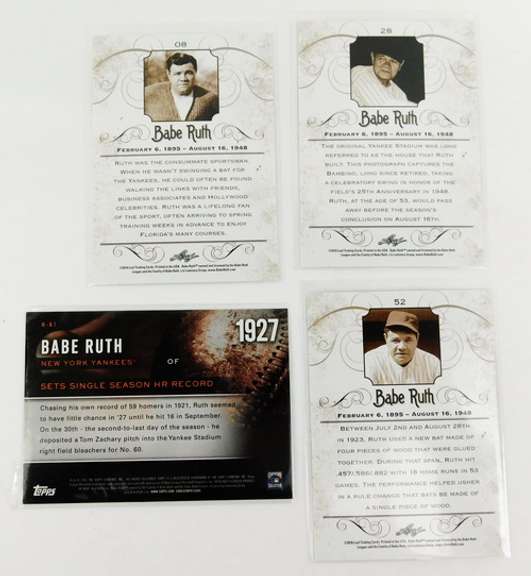 08
Babe Ruth
February 6, 1895 – August 16, 1948
Ruth was the consummate sportsman.
When he wasn't swinging a bat for
the Yankees, he could often be found
walking the links with friends,
business associates and Hollywood
celebrities. Ruth was a lifelong fan
of the sport, often arriving to spring
training weeks in advance to enjoy
Florida's many courses.
Leaf
28
Babe Ruth
February 6, 1895 – August 16, 1948
The original Yankee Stadium was long
referred to as the house that Ruth
built. This photograph captures the
Bambino, long since retired, taking
a celebratory swing in honor of the
field's 25th anniversary in 1948.
Ruth, at the age of 53, would pass
away before the season's
conclusion on August 16th.
Leaf
1927
BABE RUTH
NEW YORK YANKEES® OF
SETS SINGLE SEASON HR RECORD
Chasing his own record of 59 homers in 1921, Ruth seemed
to have little chance in '27 until he hit 16 in September.
On the 30th - the second-to-last day of the season - he
deposited a Tom Zachary pitch into the Yankee Stadium
right field bleachers for No. 60.
Topps
52
Babe Ruth
February 6, 1895 – August 16, 1948
Between July 2nd and August 28th
in 1923, Ruth used a new bat made of
four pieces of wood that were glued
together. During that span, Ruth hit
.457/.586/.882 with 18 home runs in 53
games. The performance helped usher
in a rule change that bats be made of
a single piece of wood.
Leaf